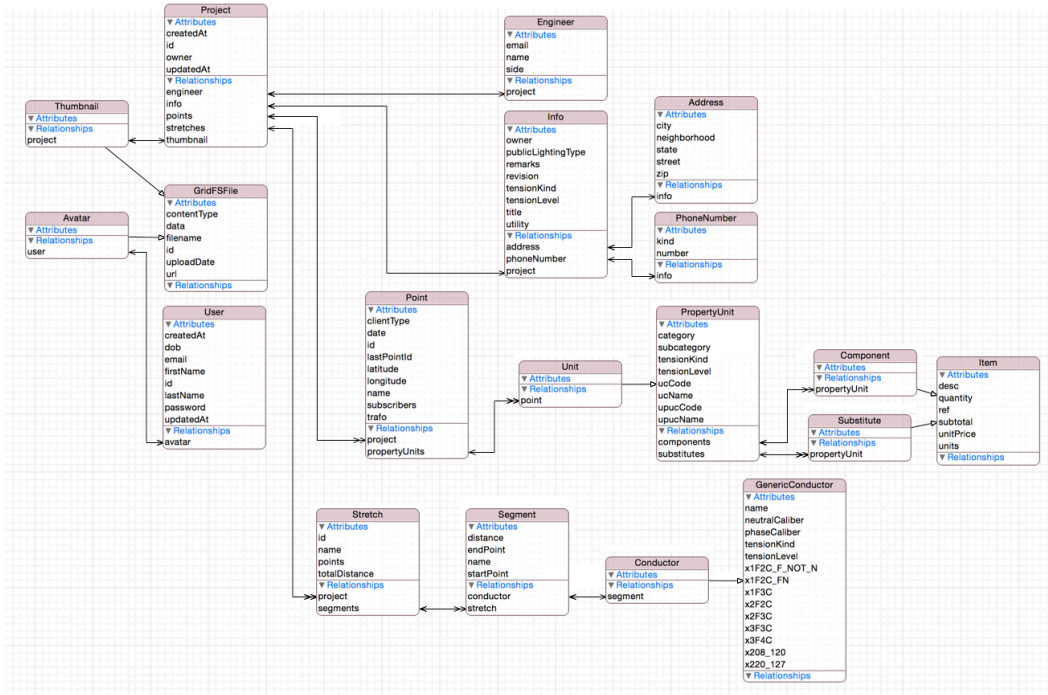 Project
▼ Attributes
createdAt
id
owner
updatedAt
▼ Relationships
engineer
info
points
stretches
thumbnail
Engineer
▼ Attributes
email
name
side
▼ Relationships
project
Thumbnail
▼ Attributes
▼ Relationships
project
Info
▼ Attributes
owner
publicLightingType
remarks
revision
tensionKind
tensionLevel
title
utility
▼ Relationships
address
phoneNumber
project
Address
▼ Attributes
city
neighborhood
state
street
zip
▼ Relationships
info
GridFSFile
▼ Attributes
contentType
data
filename
id
uploadDate
url
▼ Relationships
Avatar
▼ Attributes
▼ Relationships
user
PhoneNumber
▼ Attributes
kind
number
▼ Relationships
info
User
▼ Attributes
createdAt
dob
email
firstName
id
lastName
password
updatedAt
▼ Relationships
avatar
Point
▼ Attributes
clientType
date
id
lastPointId
latitude
longitude
name
subscribers
trafo
▼ Relationships
project
propertyUnits
Unit
▼ Attributes
▼ Relationships
point
PropertyUnit
▼ Attributes
category
subcategory
tensionKind
tensionLevel
ucCode
ucName
upucCode
upucName
▼ Relationships
components
substitutes
Component
▼ Attributes
▼ Relationships
propertyUnit
Substitute
▼ Attributes
▼ Relationships
propertyUnit
Item
▼ Attributes
desc
quantity
ref
subtotal
unitPrice
units
▼ Relationships
Stretch
▼ Attributes
id
name
points
totalDistance
▼ Relationships
project
segments
Segment
▼ Attributes
distance
endPoint
name
startPoint
▼ Relationships
conductor
stretch
Conductor
▼ Attributes
▼ Relationships
segment
GenericConductor
▼ Attributes
name
neutralCaliber
phaseCaliber
tensionKind
tensionLevel
x1F2C_F_NOT_N
x1F2C_FN
x1F3C
x2F2C
x2F3C
x3F3C
x3F4C
x208_120
x220_127
▼ Relationships